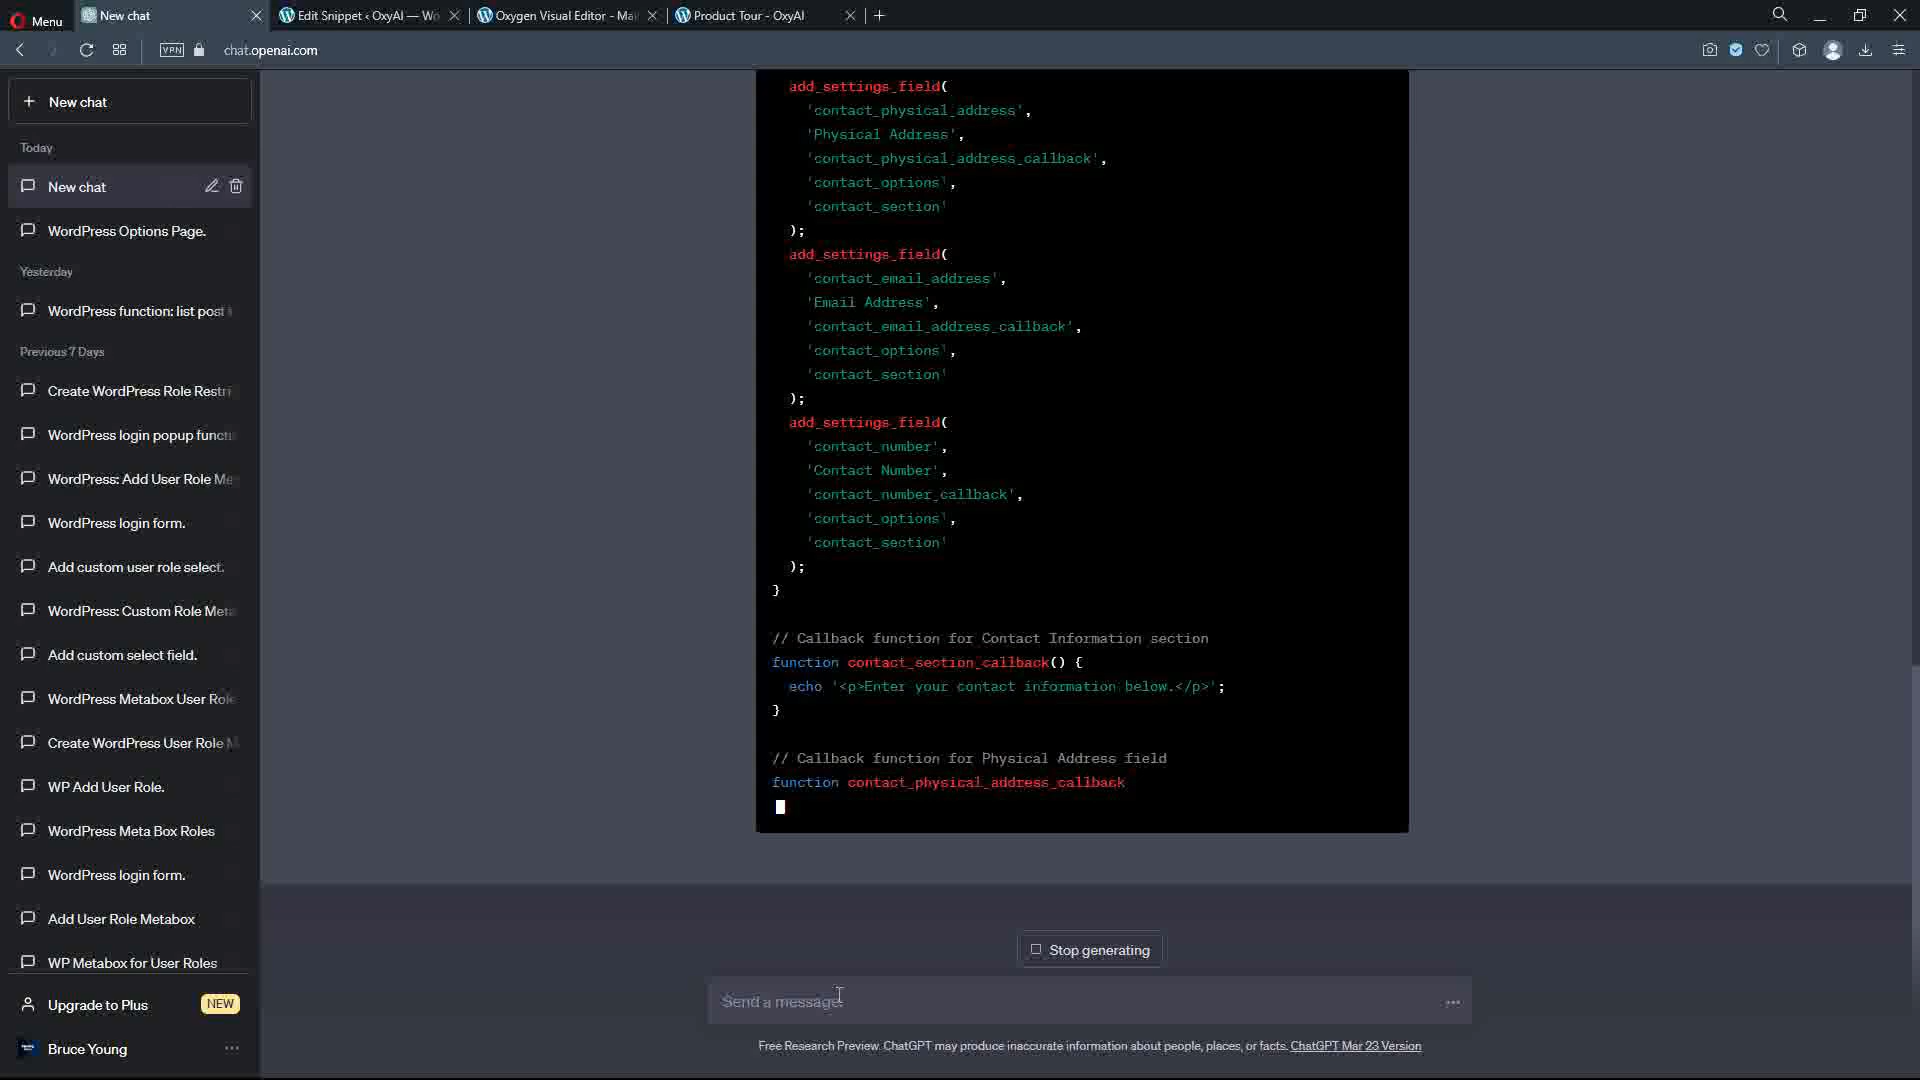 Menu
New chat
Edit Snippet ‹ OxyAI — Wo
Oxygen Visual Editor - Mai
Product Tour - OxyAI
VPN
chat.openai.com
New chat
Today
New chat
WordPress Options Page.
Yesterday
WordPress function: list post
Previous 7 Days
Create WordPress Role Restri
WordPress login popup functi
WordPress: Add User Role Me
WordPress login form.
Add custom user role select.
WordPress: Custom Role Meta
Add custom select field.
WordPress Metabox User Role
Create WordPress User Role M
WP Add User Role.
WordPress Meta Box Roles
WordPress login form.
Add User Role Metabox
WP Metabox for User Roles
Upgrade to Plus
NEW
Bruce Young
add_settings_field(
'contact_physical_address',
'Physical Address',
'contact_physical_address_callback',
'contact_options',
'contact_section'
);
add_settings_field(
'contact_email_address',
'Email Address',
'contact_email_address_callback',
'contact_options',
'contact_section'
);
add_settings_field(
'contact_number',
'Contact Number',
'contact_number_callback',
'contact_options',
'contact_section'
);
}
// Callback function for Contact Information section
function contact_section_callback() {
echo '<p>Enter your contact information below.</p>';
}
// Callback function for Physical Address field
function contact_physical_address_callback
Stop generating
Send a message.
Free Research Preview. ChatGPT may produce inaccurate information about people, places, or facts. ChatGPT Mar 23 Version